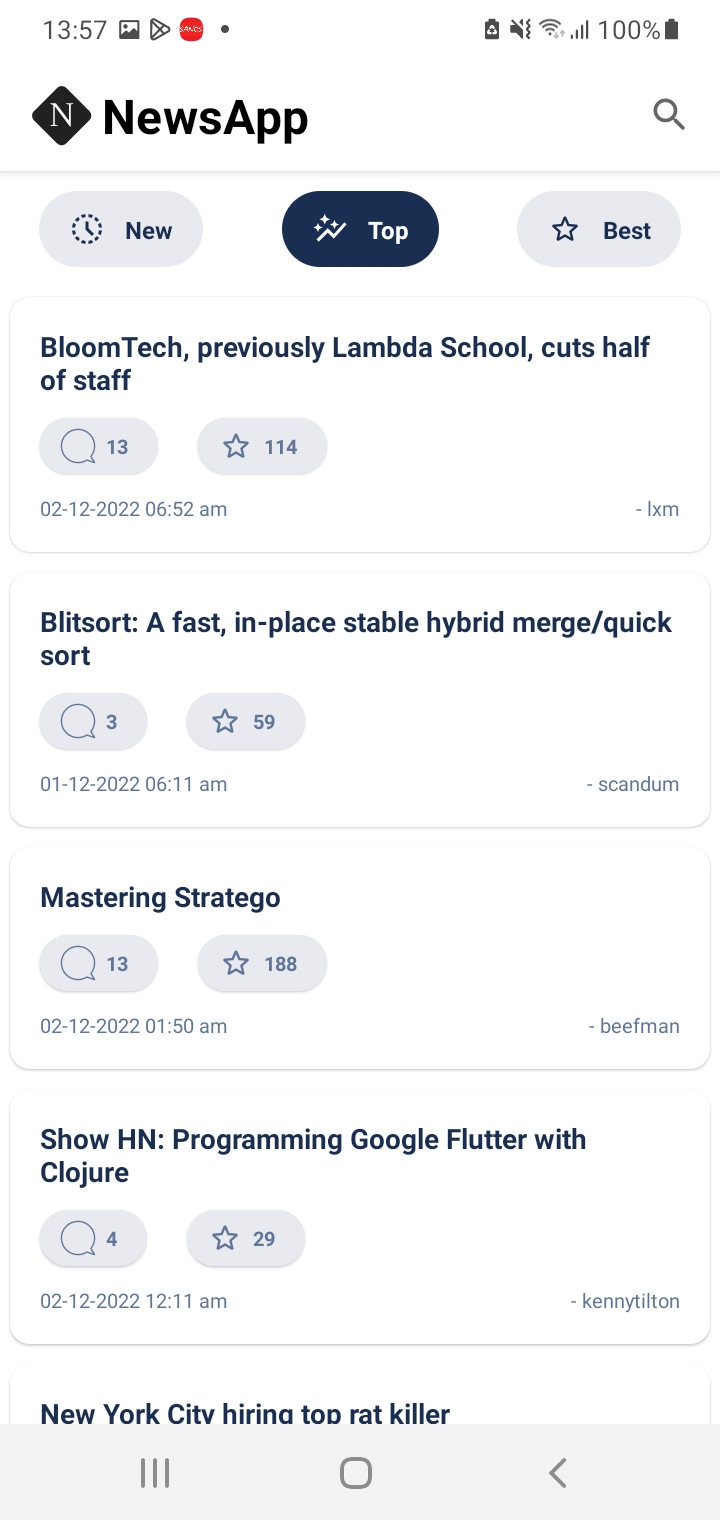 13:57 SANDS 100%
N NewsApp
New Top Best
BloomTech, previously Lambda School, cuts half
of staff
13 114
02-12-2022 06:52 am - lxm
Blitsort: A fast, in-place stable hybrid merge/quick
sort
3 59
01-12-2022 06:11 am - scandum
Mastering Stratego
13 188
02-12-2022 01:50 am - beefman
Show HN: Programming Google Flutter with
Clojure
4 29
02-12-2022 12:11 am - kennytilton
New York City hiring top rat killer